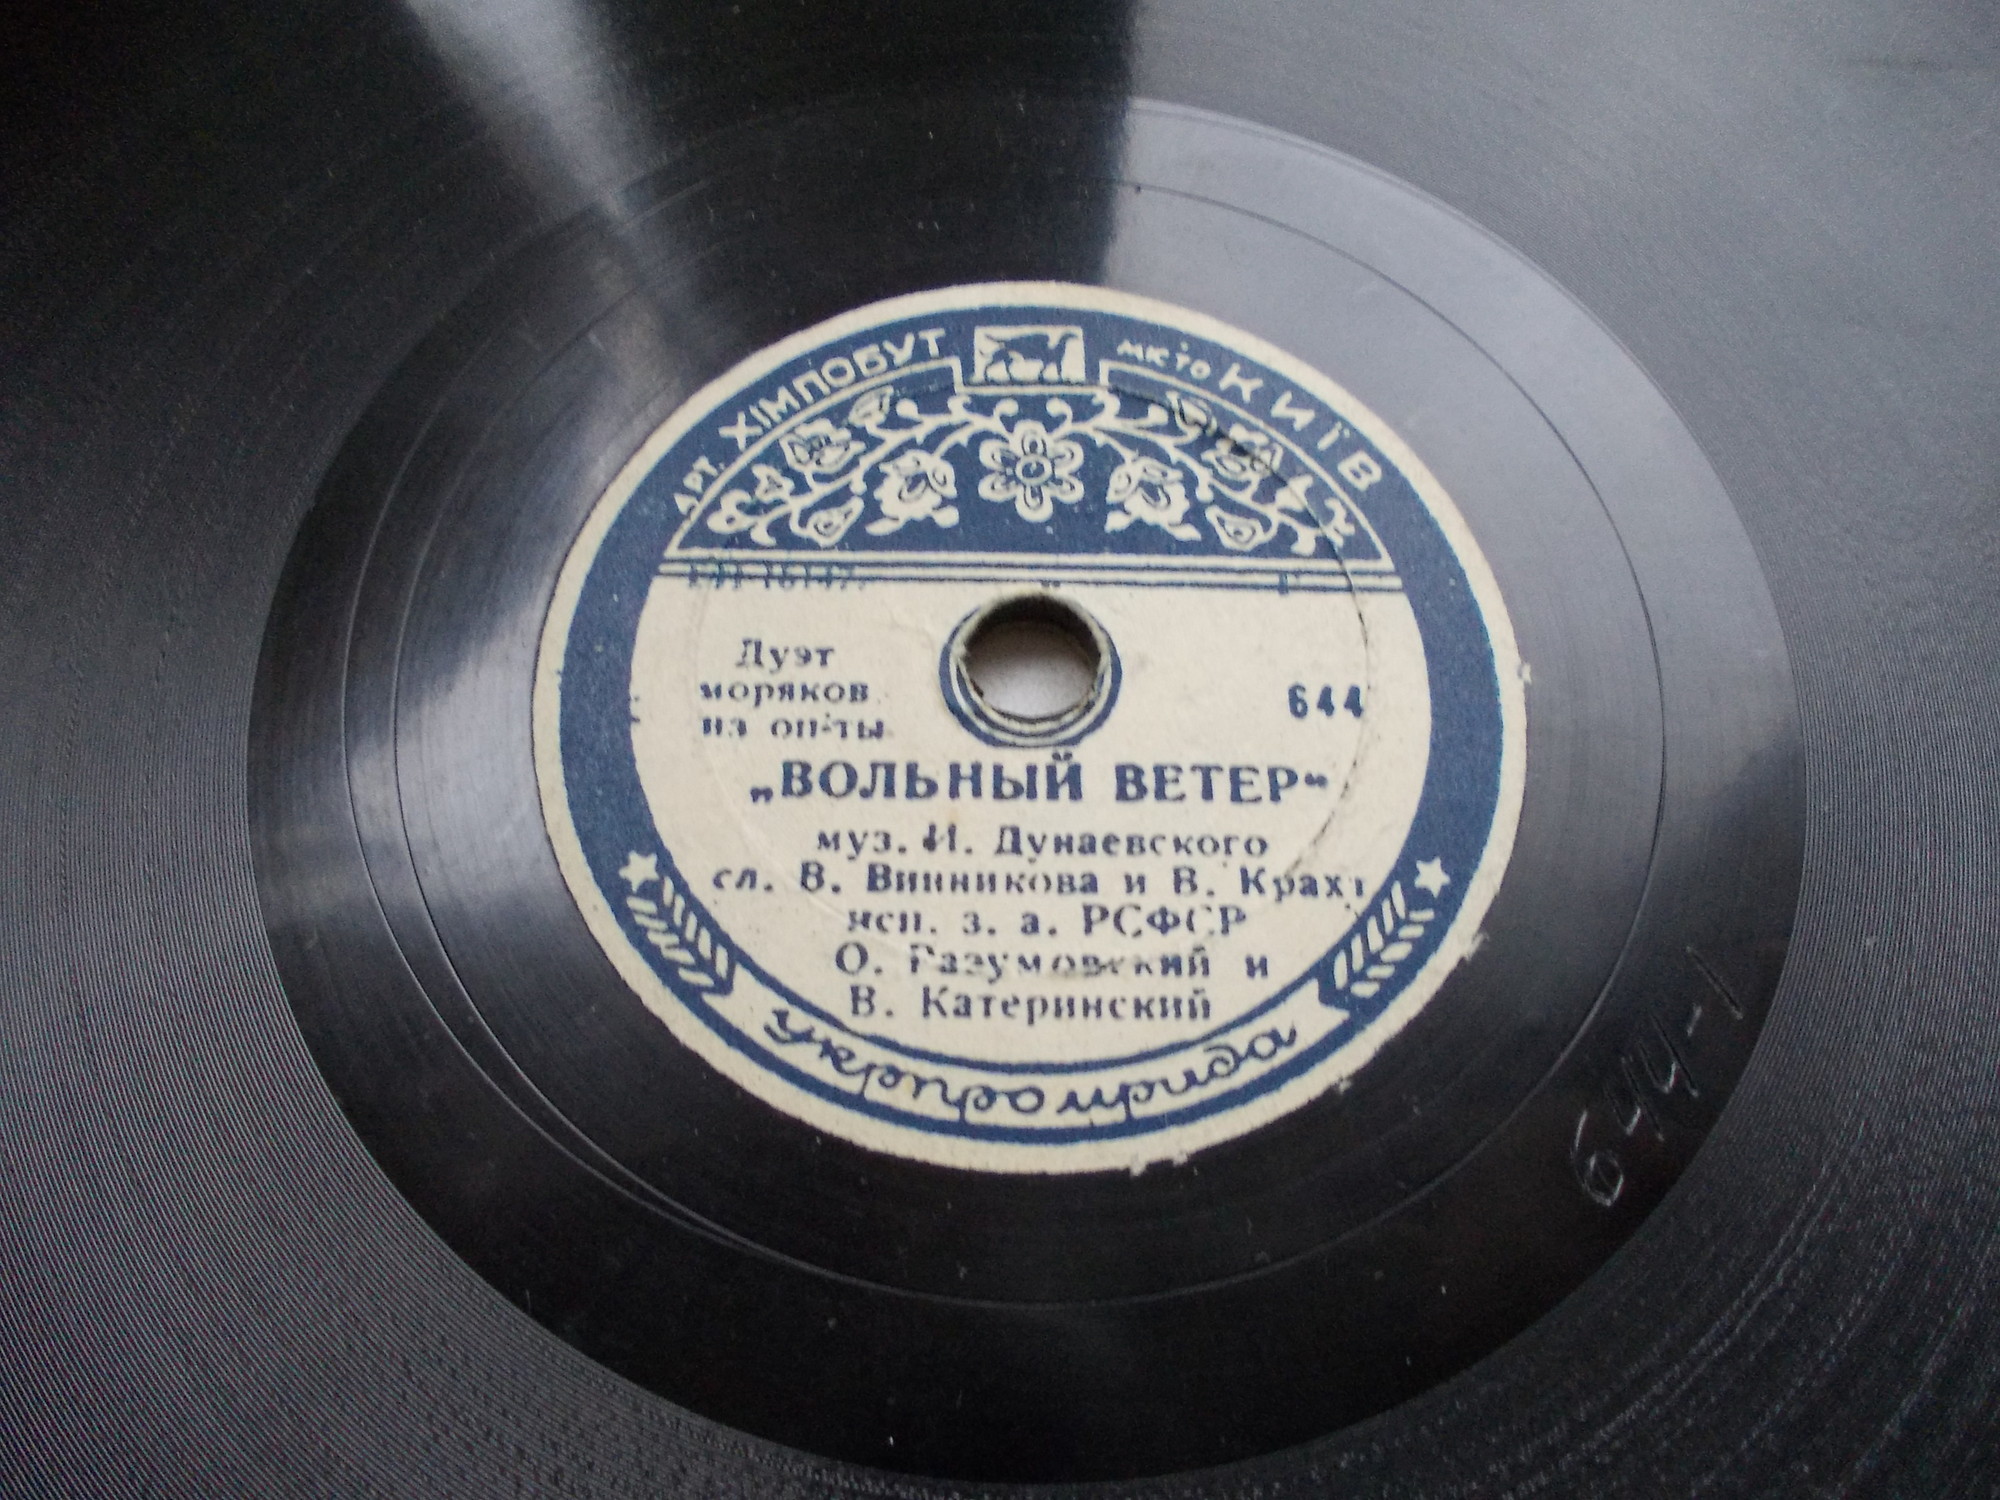 АРТ. ХІМПОБУТ
МІСТО КИЇВ
Дуэт
моряков
из оп-ты
644
„ВОЛЬНЫЙ ВЕТЕР“
муз. И. Дунаевского
сл. В. Винникова и В. Крахт
исп. з. а. РСФСР
О. Разумовский и
В. Катеринский
Укрпромрада
644-1